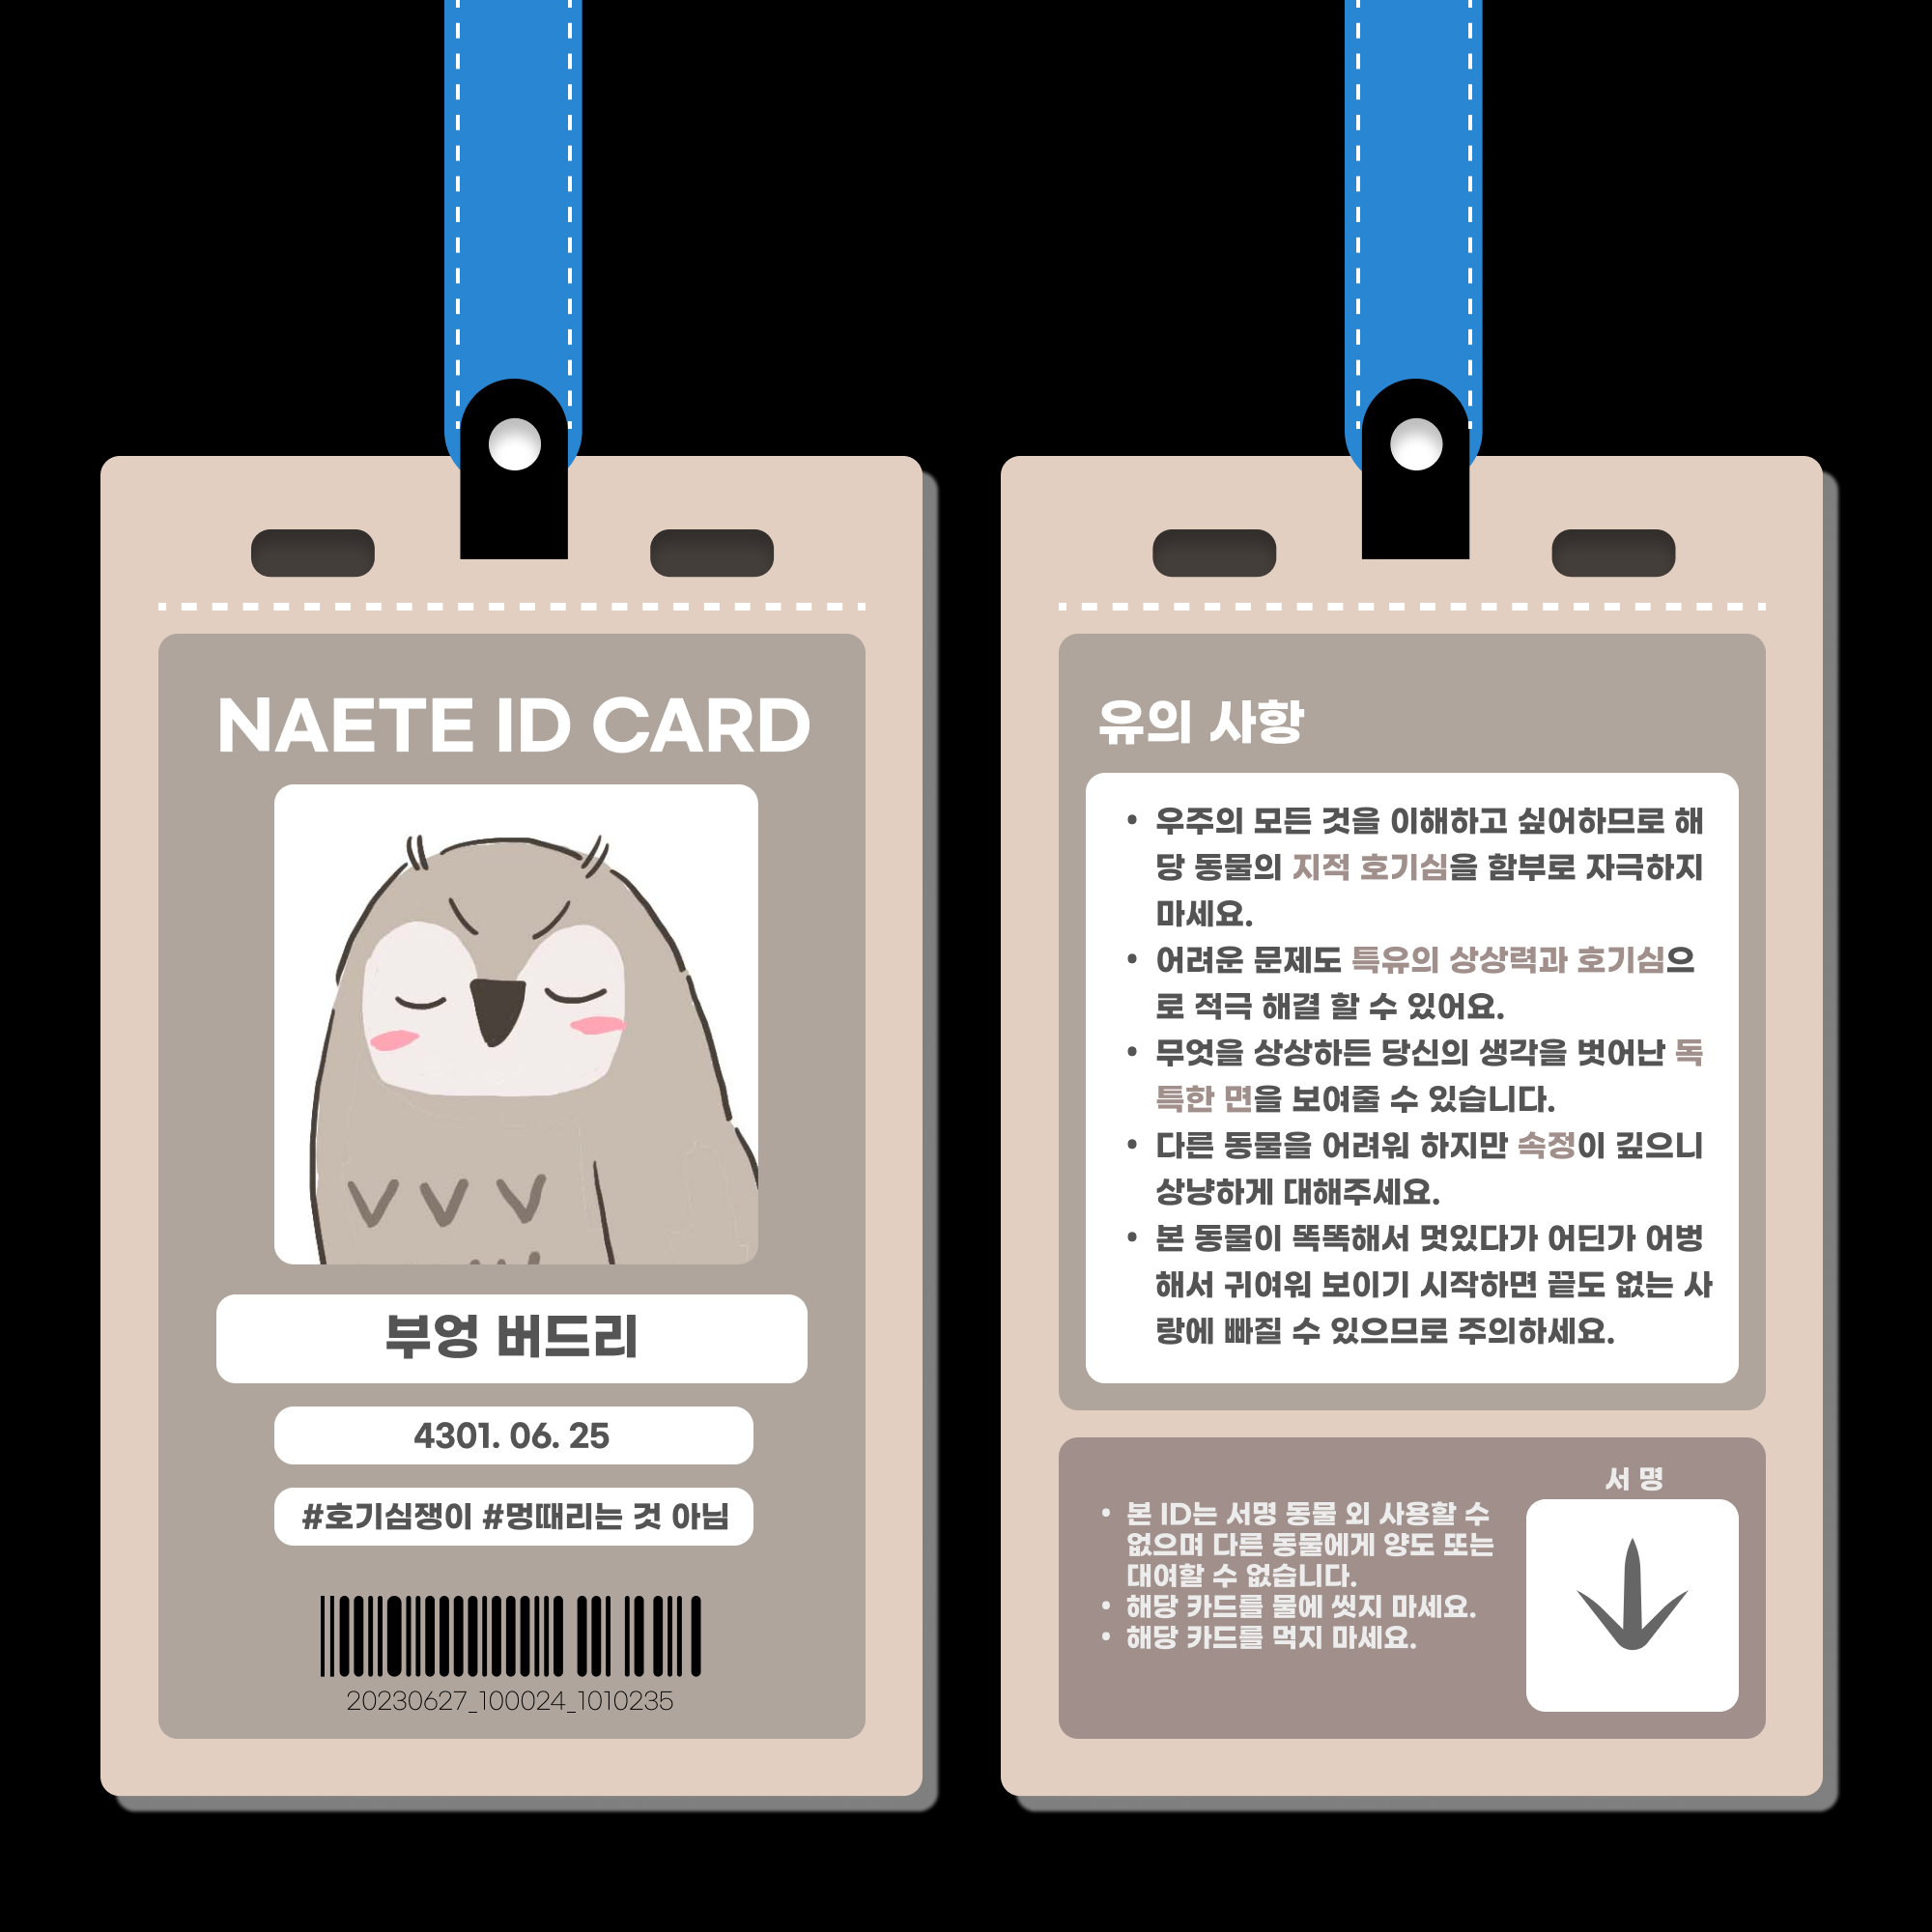 NAETE ID CARD
부엉 버드리
4301. 06. 25
#호기심쟁이 #멍때리는 것 아님
20230627_100024_1010235
유의 사항
• 우주의 모든 것을 이해하고 싶어하므로 해
당 동물의 지적 호기심을 함부로 자극하지
마세요.
• 어려운 문제도 특유의 상상력과 호기심으
로 적극 해결 할 수 있어요.
• 무엇을 상상하든 당신의 생각을 벗어난 독
특한 면을 보여줄 수 있습니다.
• 다른 동물을 어려워 하지만 속정이 깊으니
상냥하게 대해주세요.
• 본 동물이 똑똑해서 멋있다가 어딘가 어벙
해서 귀여워 보이기 시작하면 끝도 없는 사
랑에 빠질 수 있으므로 주의하세요.
서 명
• 본 ID는 서명 동물 외 사용할 수
없으며 다른 동물에게 양도 또는
대여할 수 없습니다.
• 해당 카드를 물에 씻지 마세요.
• 해당 카드를 먹지 마세요.